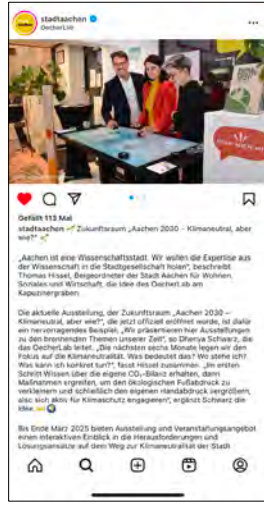 stadtaachen
OecherLab
Gefällt 113 Mal
stadtaachen 🌱 Zukunftsraum „Aachen 2030 – Klimaneutral, aber
wie?" 🌱
„Aachen ist eine Wissenschaftsstadt. Wir wollen die Expertise aus
der Wissenschaft in die Stadtgesellschaft holen", beschreibt
Thomas Hissel, Beigeordneter der Stadt Aachen für Wohnen,
Soziales und Wirtschaft, die Idee des OecherLab am
Kapuzinergraben.
Die aktuelle Ausstellung, der Zukunftsraum „Aachen 2030 –
Klimaneutral, aber wie?", die jetzt offiziell eröffnet wurde, ist dafür
ein hervorragendes Beispiel. „Wir präsentieren hier Ausstellungen
zu den brennenden Themen unserer Zeit", so Dhenya Schwarz, die
das OecherLab leitet. „Die nächsten sechs Monate legen wir den
Fokus auf die Klimaneutralität. Was bedeutet das? Wo stehe ich?
Was kann ich konkret tun?", fasst Hissel zusammen. „Im ersten
Schritt Wissen über die eigene CO₂-Bilanz erhalten, dann
Maßnahmen ergreifen, um den ökologischen Fußabdruck zu
verkleinern und schließlich den eigenen Handabdruck vergrößern,
also sich aktiv für Klimaschutz engagieren", ergänzt Schwarz die
Idee.
Bis Ende März 2025 bieten Ausstellung und Veranstaltungsangebot
einen interaktiven Einblick in die Herausforderungen und
Lösungsansätze auf dem Weg zur Klimaneutralität der Stadt